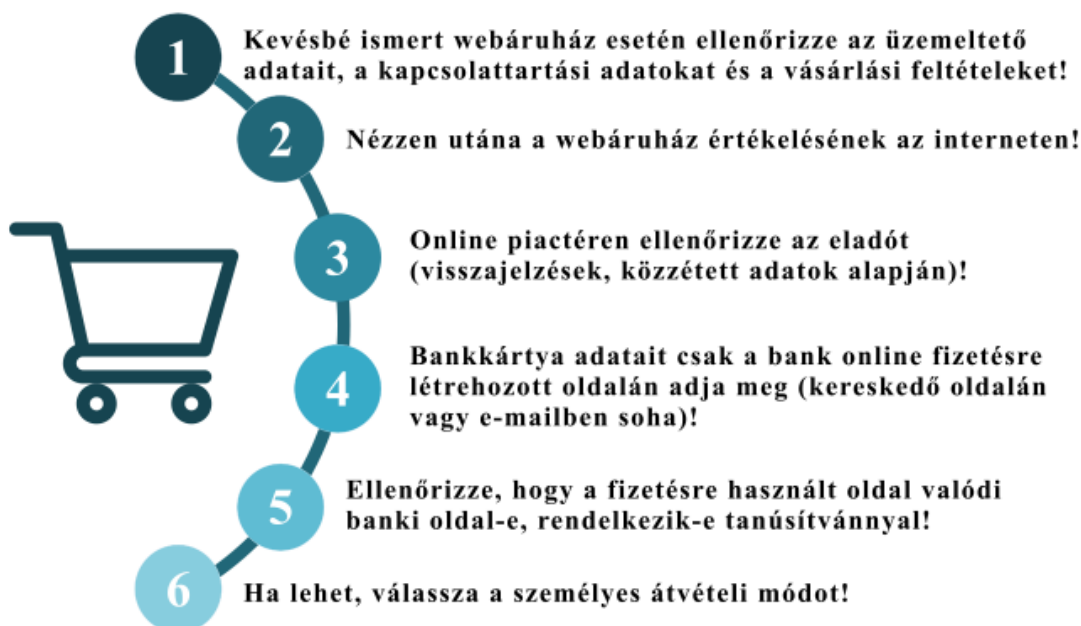 1
Kevésbé ismert webáruház esetén ellenőrizze az üzemeltető
adatait, a kapcsolattartási adatokat és a vásárlási feltételeket!
2
Nézzen utána a webáruház értékelésének az interneten!
3
Online piactéren ellenőrizze az eladót
(visszajelzések, közzétett adatok alapján)!
4
Bankkártya adatait csak a bank online fizetésre
létrehozott oldalán adja meg (kereskedő oldalán
vagy e-mailben soha)!
5
Ellenőrizze, hogy a fizetésre használt oldal valódi
banki oldal-e, rendelkezik-e tanúsítvánnyal!
6
Ha lehet, válassza a személyes átvételi módot!